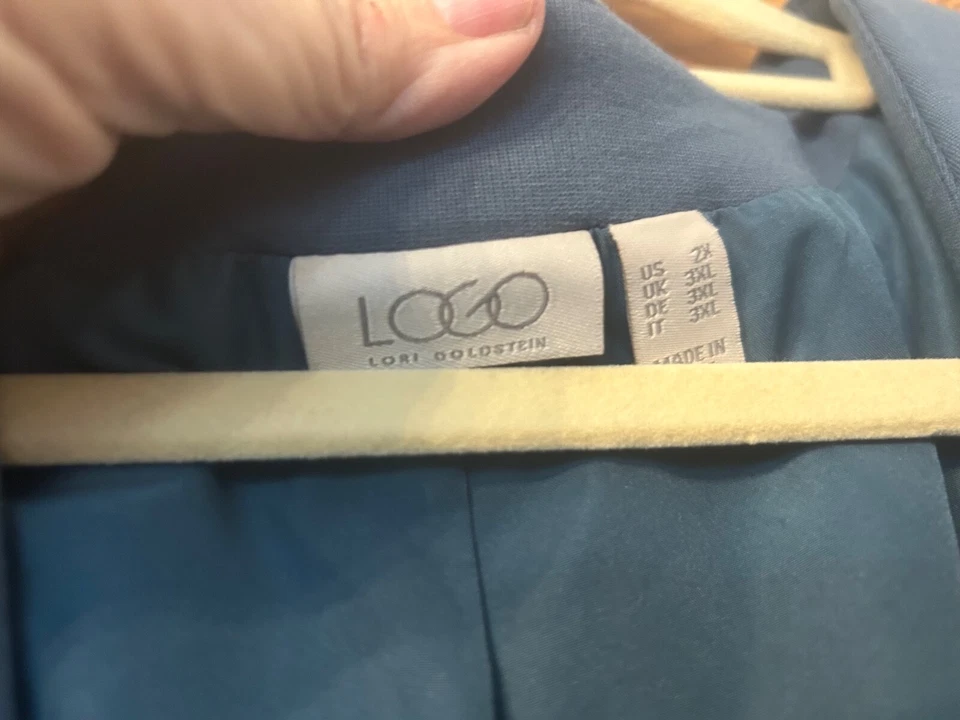 LOGO
LORI GOLDSTEIN
US 2X
UK 3XL
DE 3XL
IT 3XL
MADE IN